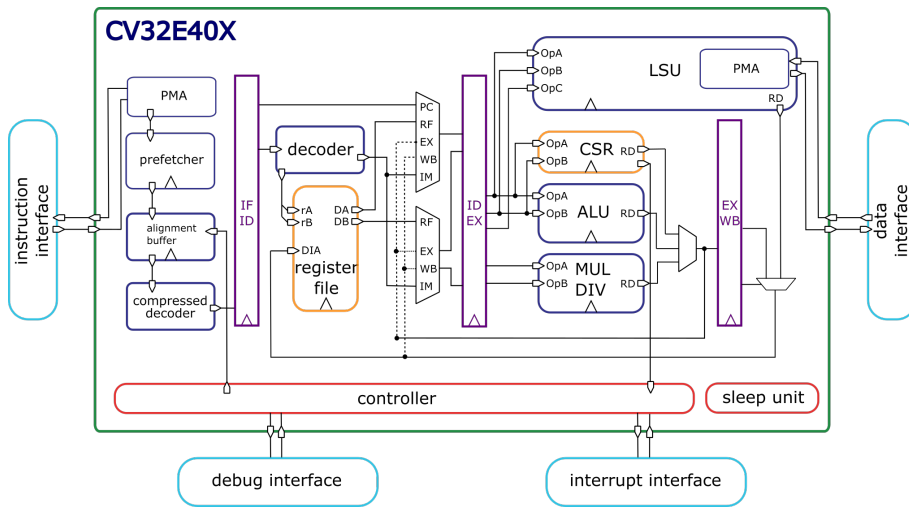 CV32E40X
instruction
interface
PMA
prefetcher
alignment
buffer
compressed
decoder
IF
ID
decoder
rA
rB
DIA
DA
DB
register
file
PC
RF
EX
WB
IM
RF
EX
WB
IM
ID
EX
OpA
OpB
OpC
LSU
PMA
RD
OpA
OpB
CSR
RD
OpA
OpB
ALU
RD
OpA
OpB
MUL
DIV
RD
EX
WB
data
interface
controller
sleep unit
debug interface
interrupt interface